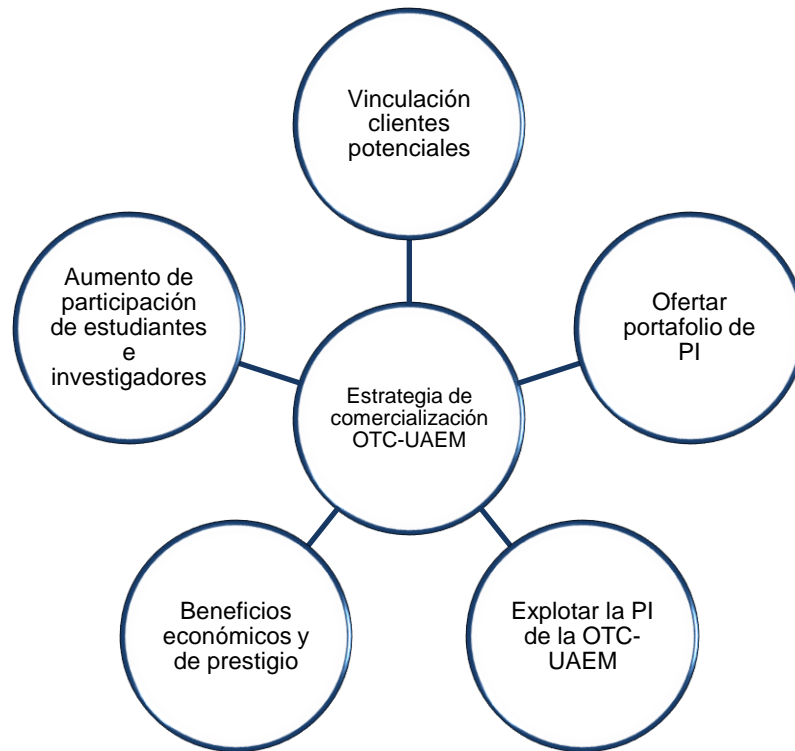 Vinculación
clientes
potenciales
Aumento de
participación
de estudiantes
e
investigadores
Ofertar
portafolio de
PI
Estrategia de
comercialización
OTC-UAEM
Beneficios
económicos y
de prestigio
Explotar la PI
de la OTC-
UAEM